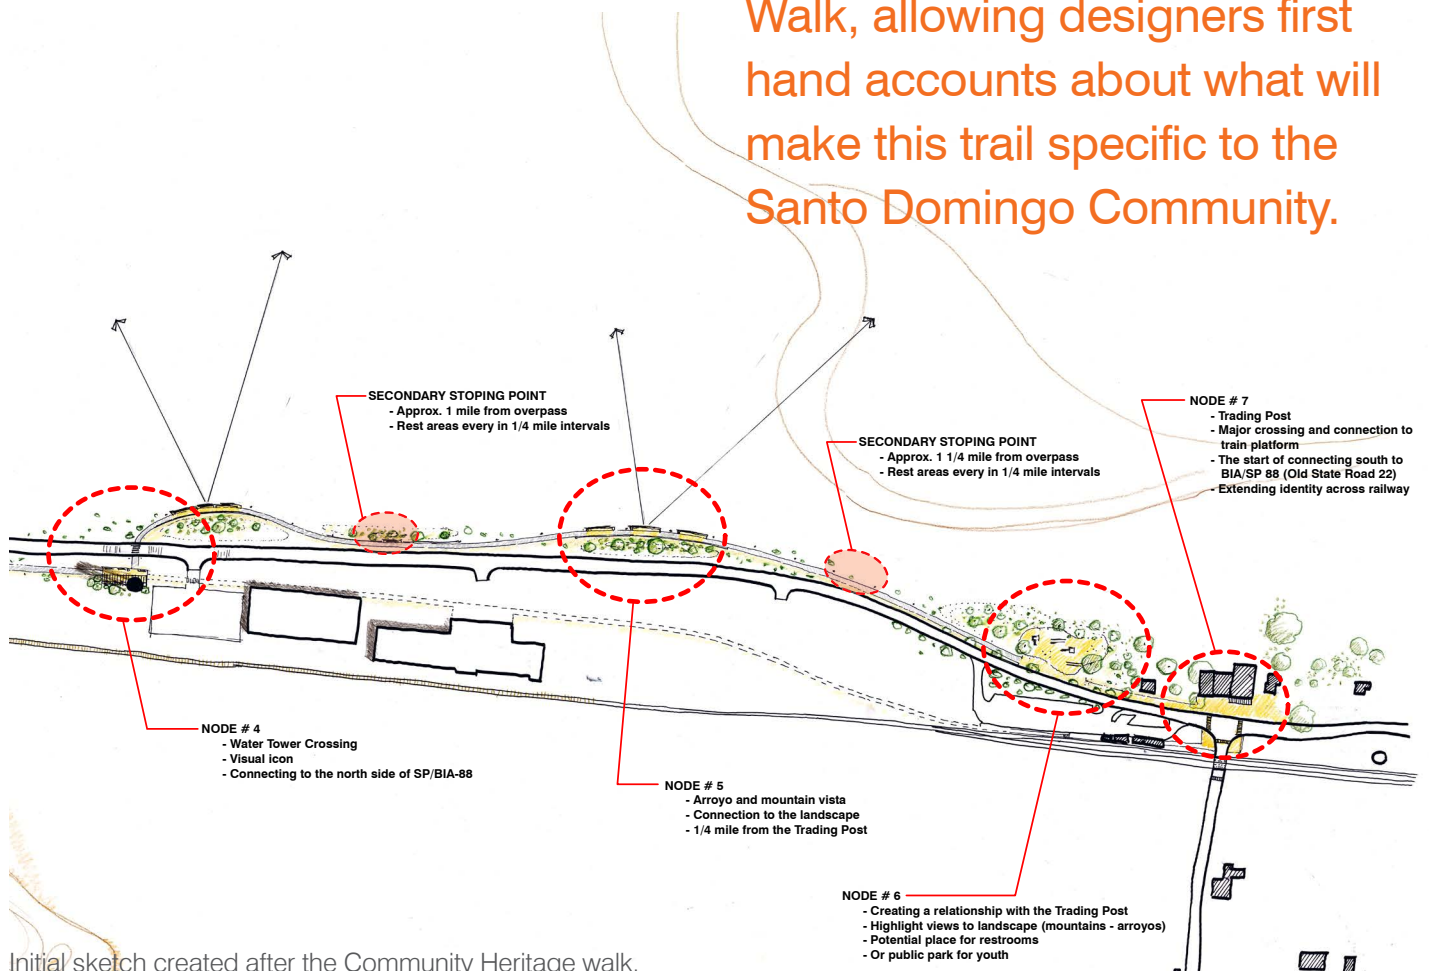 Walk, allowing designers first
hand accounts about what will
make this trail specific to the
Santo Domingo Community.
SECONDARY STOPING POINT
- Approx. 1 mile from overpass
- Rest areas every in 1/4 mile intervals
SECONDARY STOPING POINT
- Approx. 1 1/4 mile from overpass
- Rest areas every in 1/4 mile intervals
NODE # 7
- Trading Post
- Major crossing and connection to
train platform
- The start of connecting south to
BIA/SP 88 (Old State Road 22)
- Extending identity across railway
NODE # 4
- Water Tower Crossing
- Visual icon
- Connecting to the north side of SP/BIA-88
NODE # 5
- Arroyo and mountain vista
- Connection to the landscape
- 1/4 mile from the Trading Post
NODE # 6
- Creating a relationship with the Trading Post
- Highlight views to landscape (mountains - arroyos)
- Potential place for restrooms
- Or public park for youth
Initial sketch created after the Community Heritage walk.